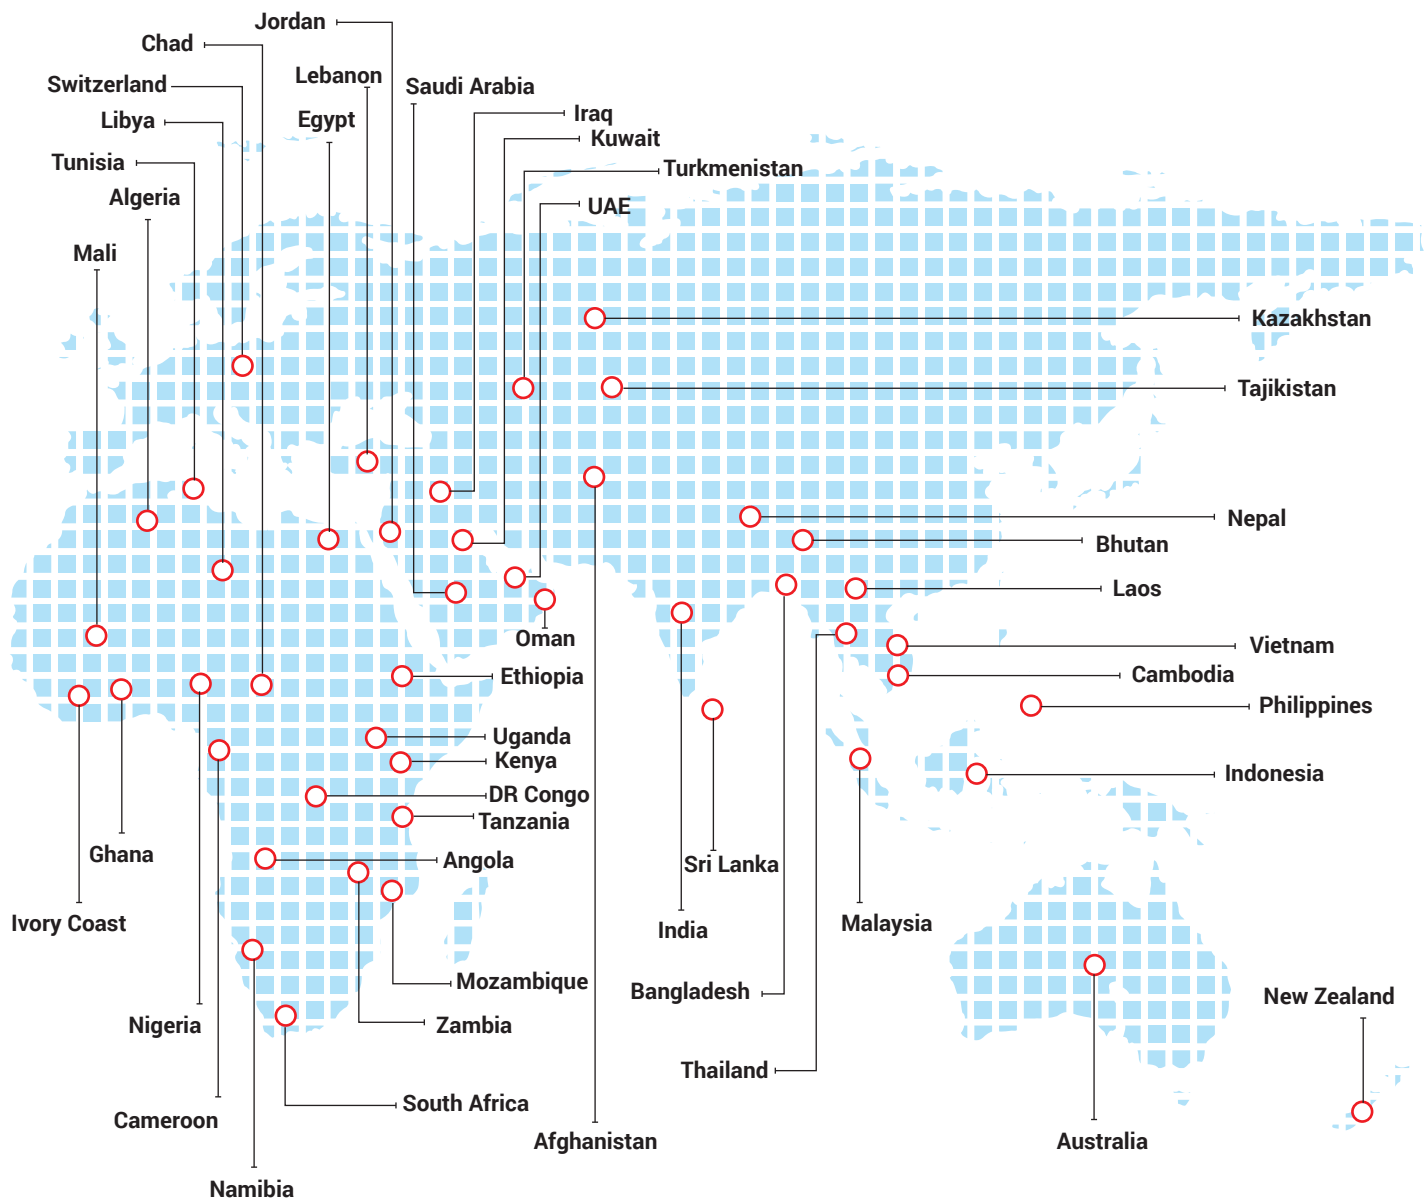 Jordan
Chad
Lebanon
Switzerland
Saudi Arabia
Iraq
Libya
Egypt
Kuwait
Tunisia
Turkmenistan
Algeria
UAE
Mali
Kazakhstan
Tajikistan
Nepal
Bhutan
Laos
Oman
Vietnam
Ethiopia
Cambodia
Philippines
Uganda
Kenya
Indonesia
DR Congo
Tanzania
Ghana
Angola
Sri Lanka
Ivory Coast
India
Malaysia
Mozambique
Bangladesh
New Zealand
Nigeria
Zambia
Thailand
South Africa
Cameroon
Afghanistan
Australia
Namibia